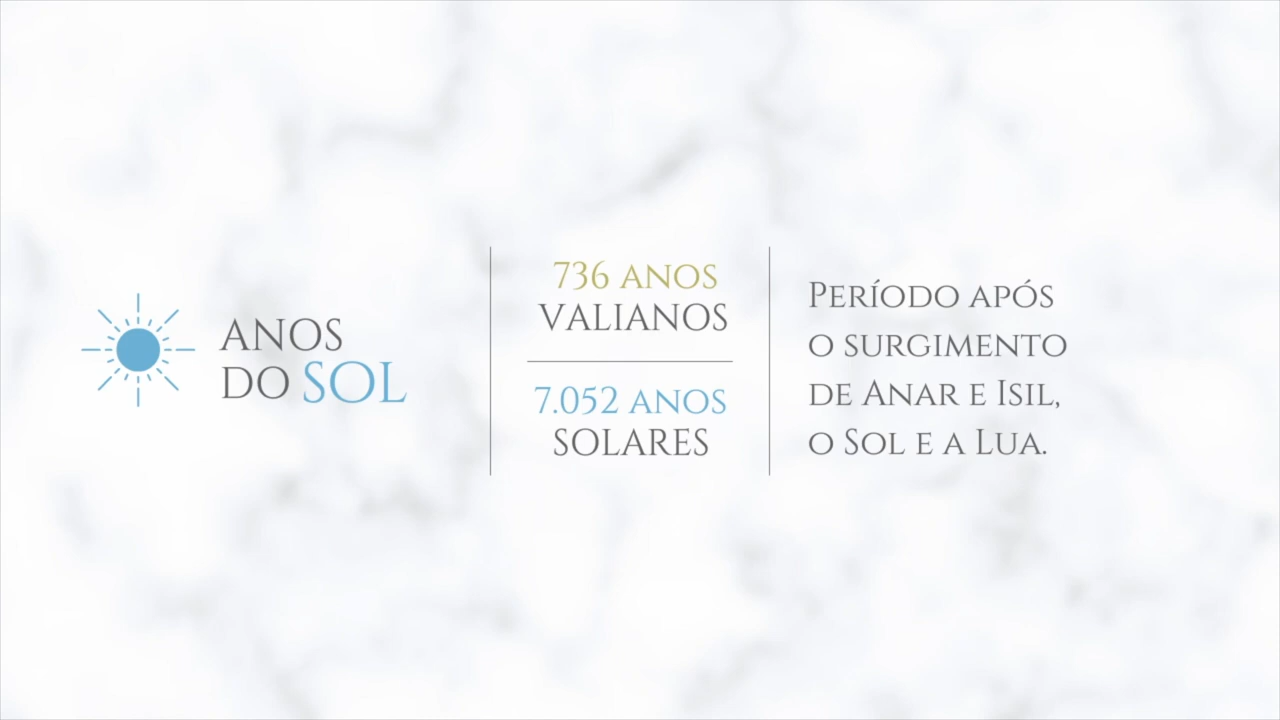 ANOS
DO SOL
736 ANOS
VALIANOS
7.052 ANOS
SOLARES
PERÍODO APÓS
O SURGIMENTO
DE ANAR E ISIL,
O SOL E A LUA.